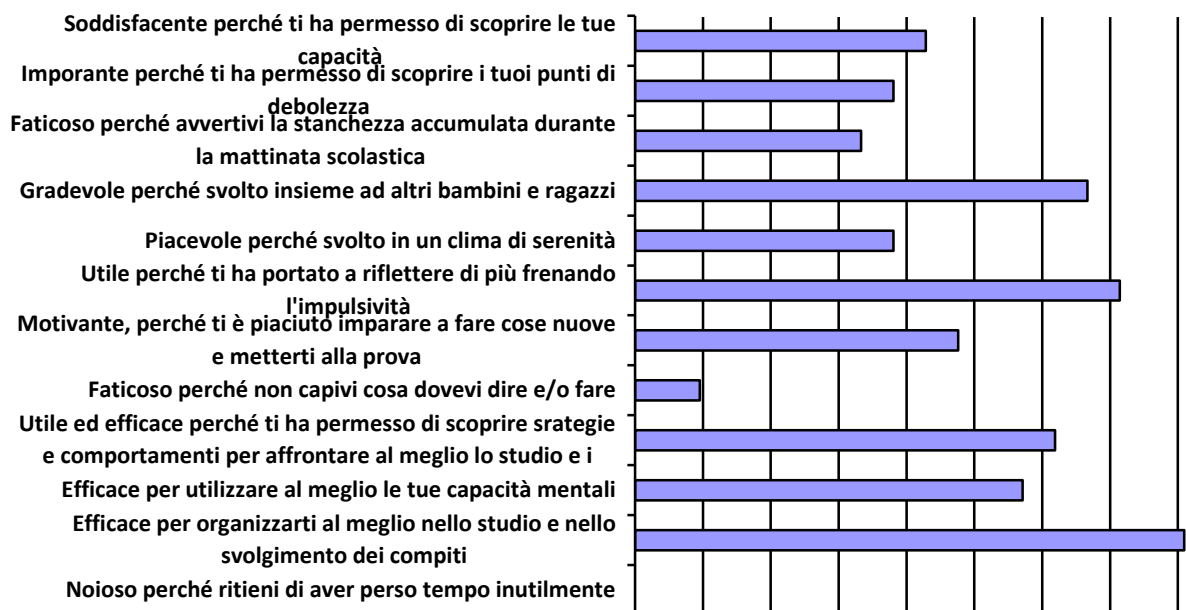 Soddisfacente perché ti ha permesso di scoprire le tue
capacità
Imporante perché ti ha permesso di scoprire i tuoi punti di
debolezza
Faticoso perché avvertivi la stanchezza accumulata durante
la mattinata scolastica
Gradevole perché svolto insieme ad altri bambini e ragazzi
Piacevole perché svolto in un clima di serenità
Utile perché ti ha portato a riflettere di più frenando
l'impulsività
Motivante, perché ti è piaciuto imparare a fare cose nuove
e metterti alla prova
Faticoso perché non capivi cosa dovevi dire e/o fare
Utile ed efficace perché ti ha permesso di scoprire srategie
e comportamenti per affrontare al meglio lo studio e i
Efficace per utilizzare al meglio le tue capacità mentali
Efficace per organizzarti al meglio nello studio e nello
svolgimento dei compiti
Noioso perché ritieni di aver perso tempo inutilmente